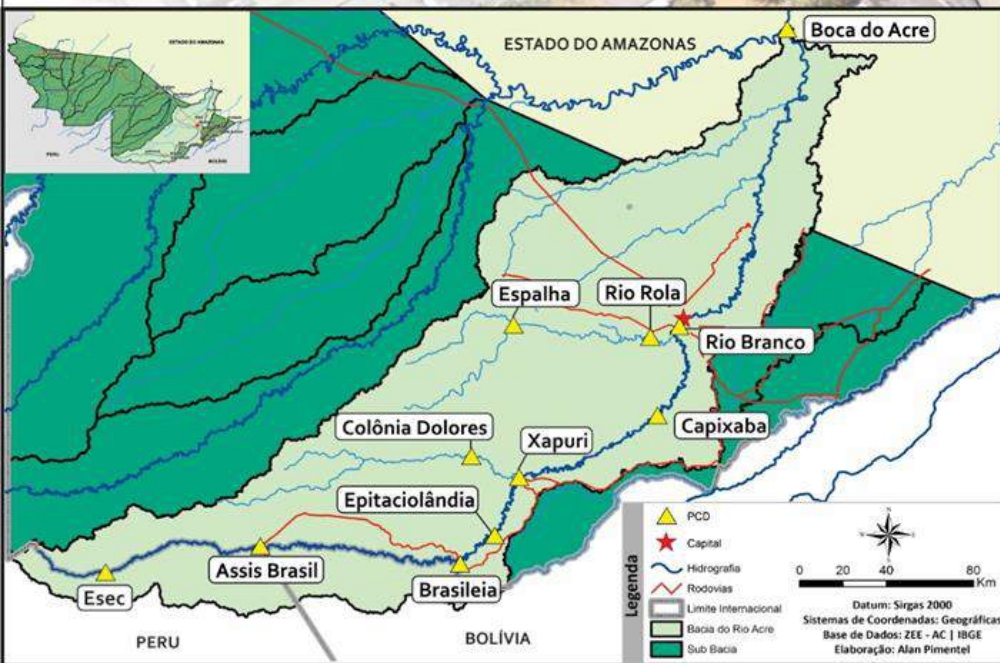 ESTADO DO AMAZONAS
PERU
BOLÍVIA
ESTADO DO AMAZONAS
Boca do Acre
Espalha
Rio Rola
Rio Branco
Capixaba
Colônia Dolores
Xapuri
Epitaciolândia
Assis Brasil
Brasileia
Esec
PERU
BOLÍVIA
Legenda
PCD
Capital
Hidrografia
Rodovias
Limite Internacional
Bacia do Rio Acre
Sub Bacia
N
0 20 40 80
Km
Datum: Sirgas 2000
Sistemas de Coordenadas: Geográficas
Base de Dados: ZEE - AC | IBGE
Elaboração: Alan Pimentel